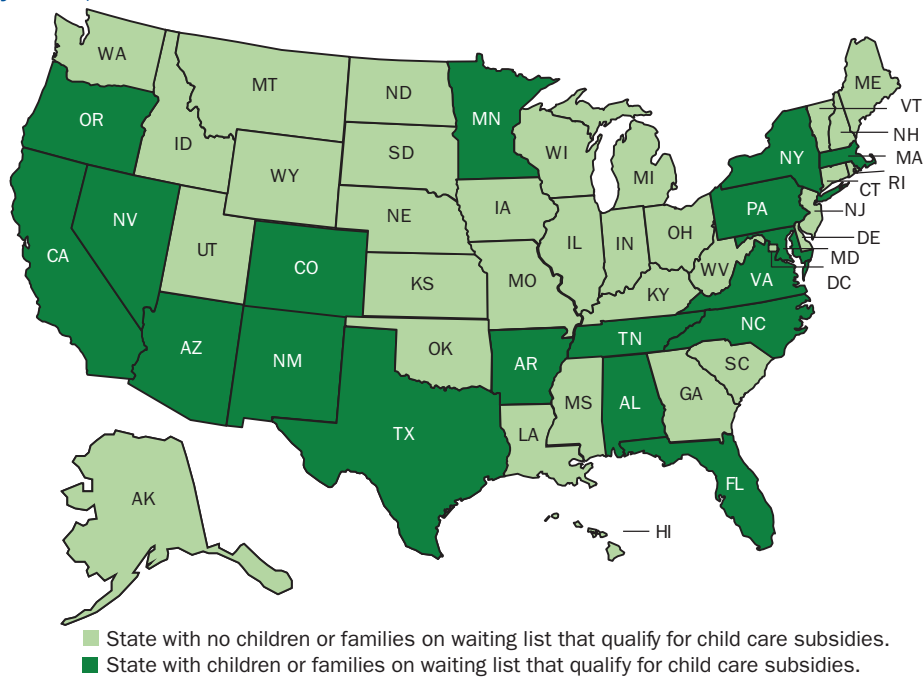 WA
MT
ND
MN
ME
VT
OR
ID
SD
WI
NH
WY
MI
NY
MA
RI
CT
NE
IA
PA
NJ
NV
UT
IL
IN
OH
DE
CA
CO
KS
MO
WV
MD
VA
DC
KY
AZ
NM
OK
AR
TN
NC
SC
TX
MS
AL
GA
LA
FL
AK
HI
State with no children or families on waiting list that qualify for child care subsidies.
State with children or families on waiting list that qualify for child care subsidies.